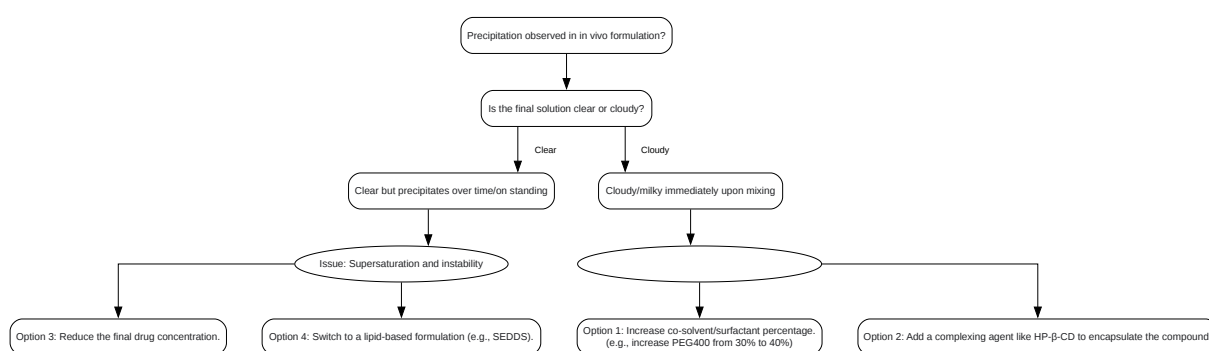 Precipitation observed in in vivo formulation?
Is the final solution clear or cloudy?
Clear
Cloudy
Clear but precipitates over time/on standing
Cloudy/milky immediately upon mixing
Issue: Supersaturation and instability
Option 3: Reduce the final drug concentration.
Option 4: Switch to a lipid-based formulation (e.g., SEDDS).
Option 1: Increase co-solvent/surfactant percentage.
(e.g., increase PEG400 from 30% to 40%)
Option 2: Add a complexing agent like HP-β-CD to encapsulate the compound